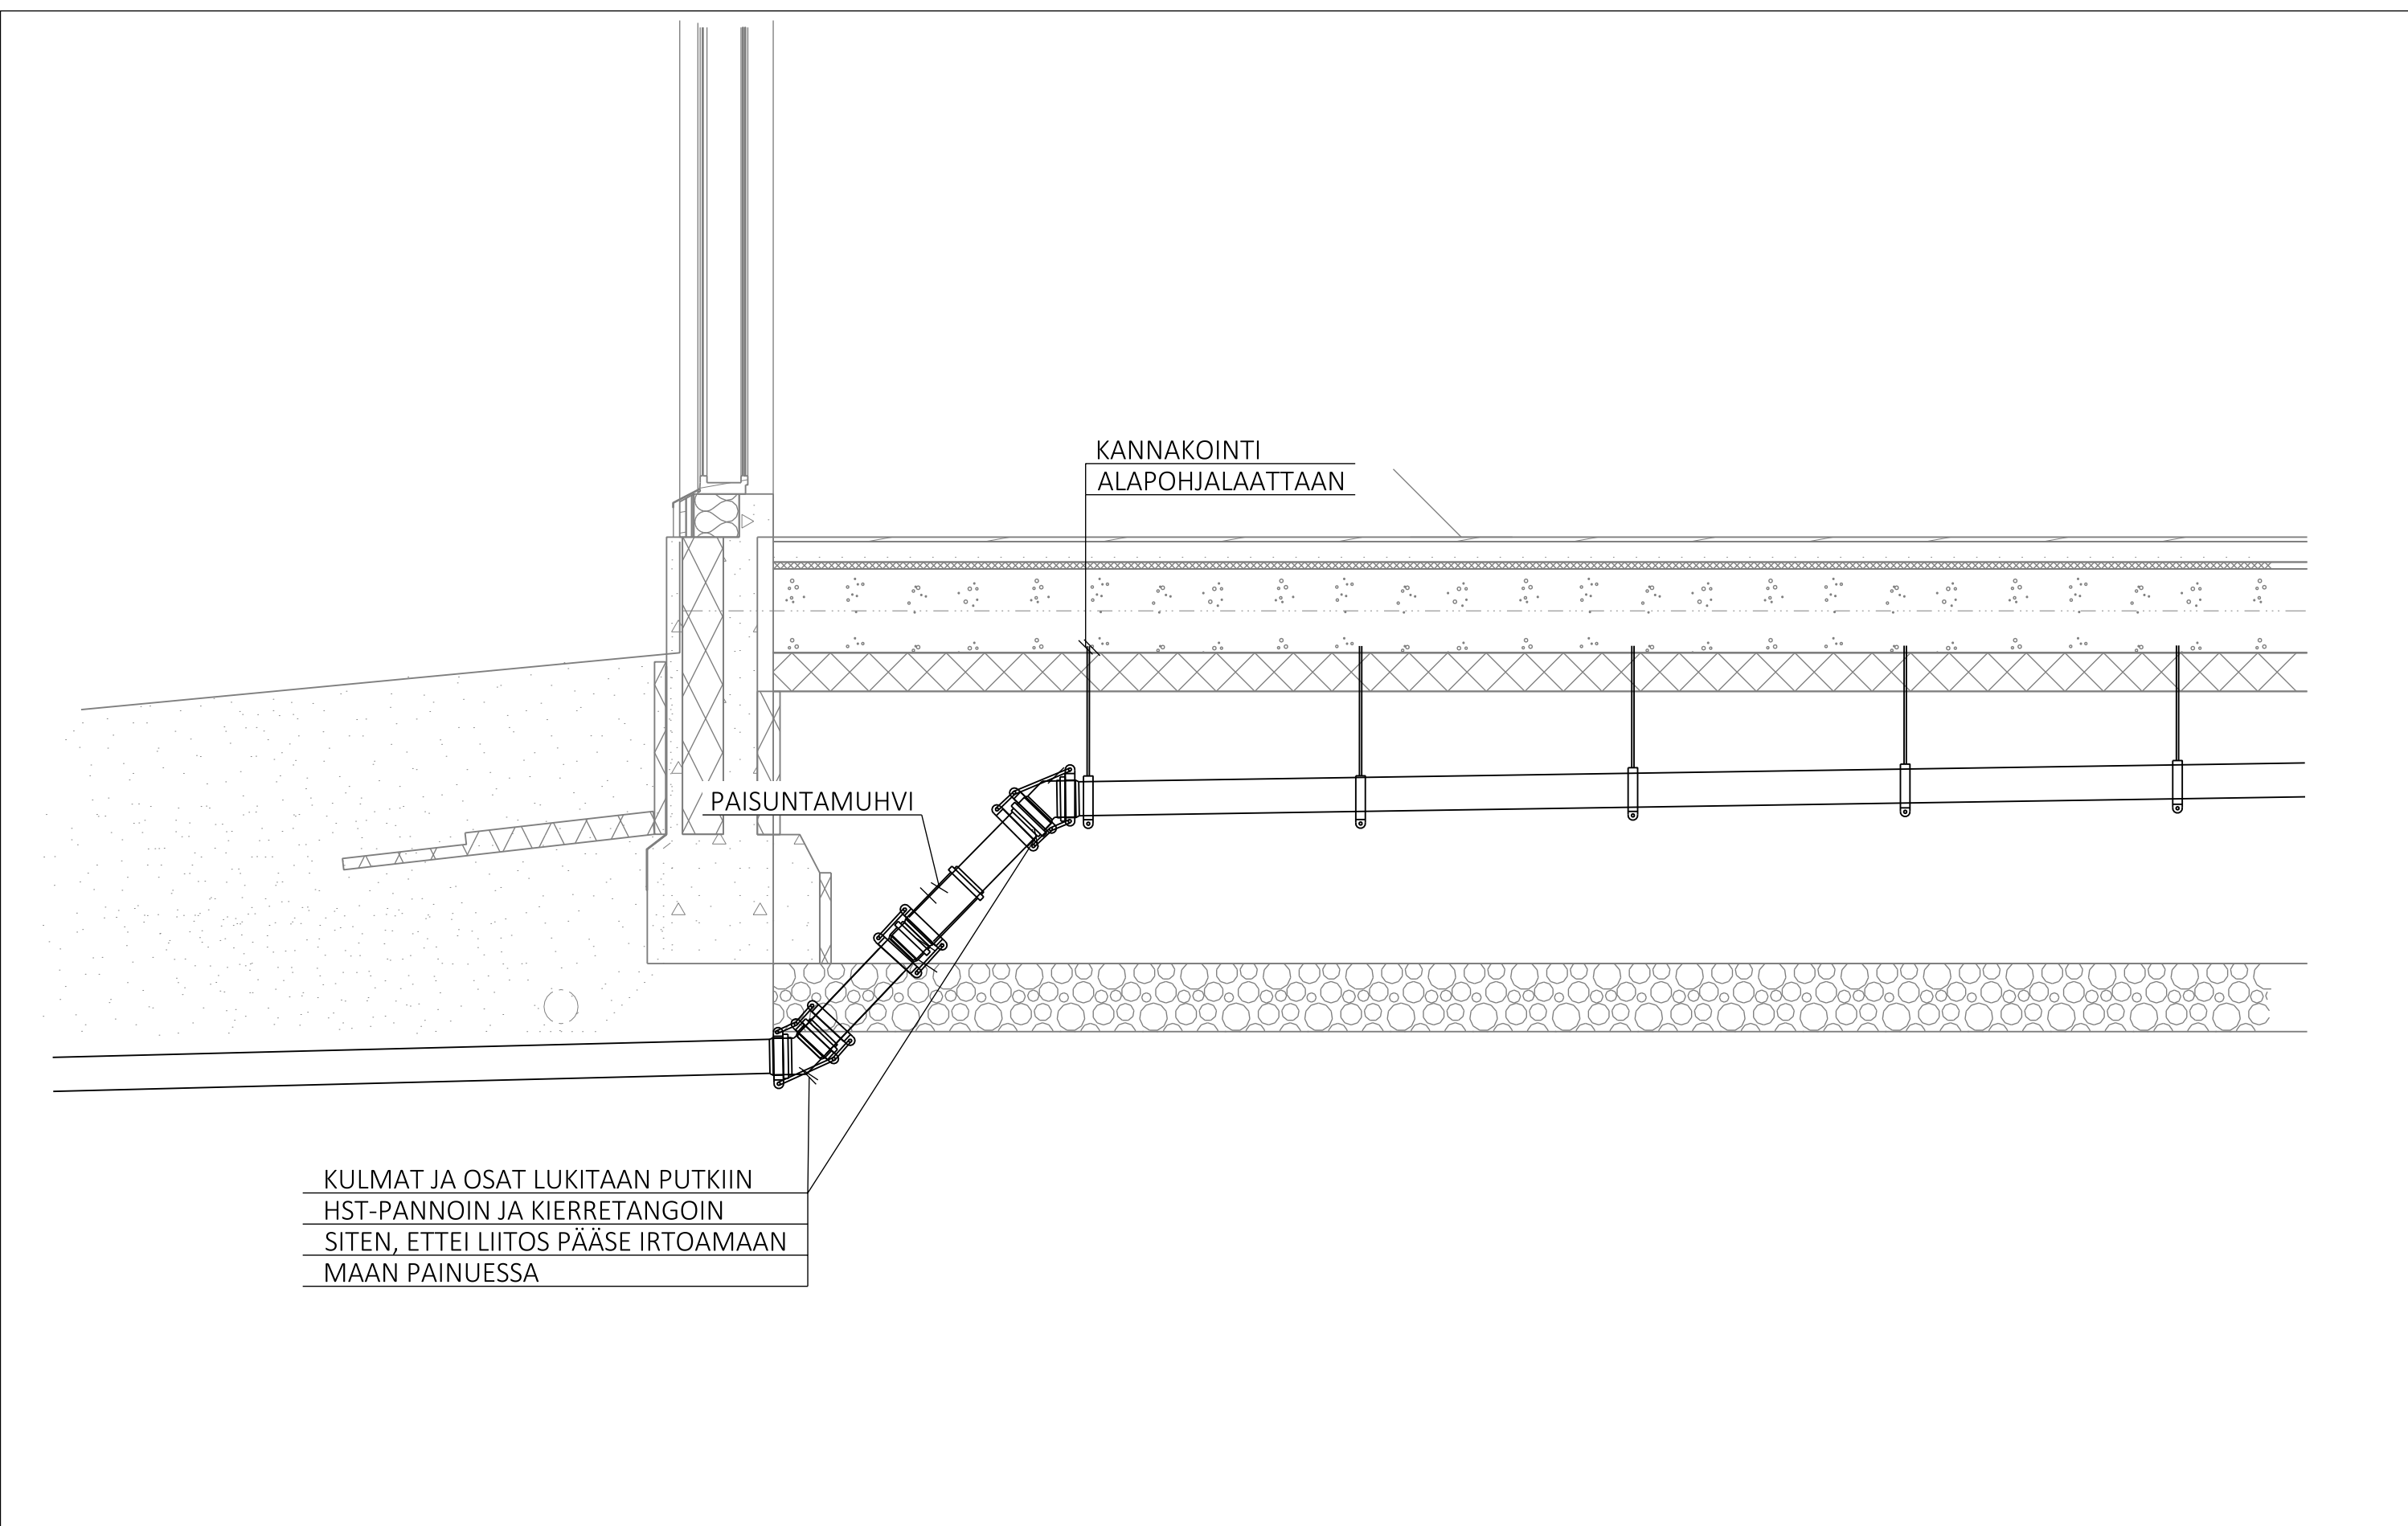 KANNAKOINTI
ALAPOHJALAATTAAN
PAISUNTAMUHVI
KULMAT JA OSAT LUKITAAN PUTKIIN
HST-PANNOIN JA KIERRETANGOIN
SITEN, ETTEI LIITOS PÄÄSE IRTOAMAAN
MAAN PAINUESSA